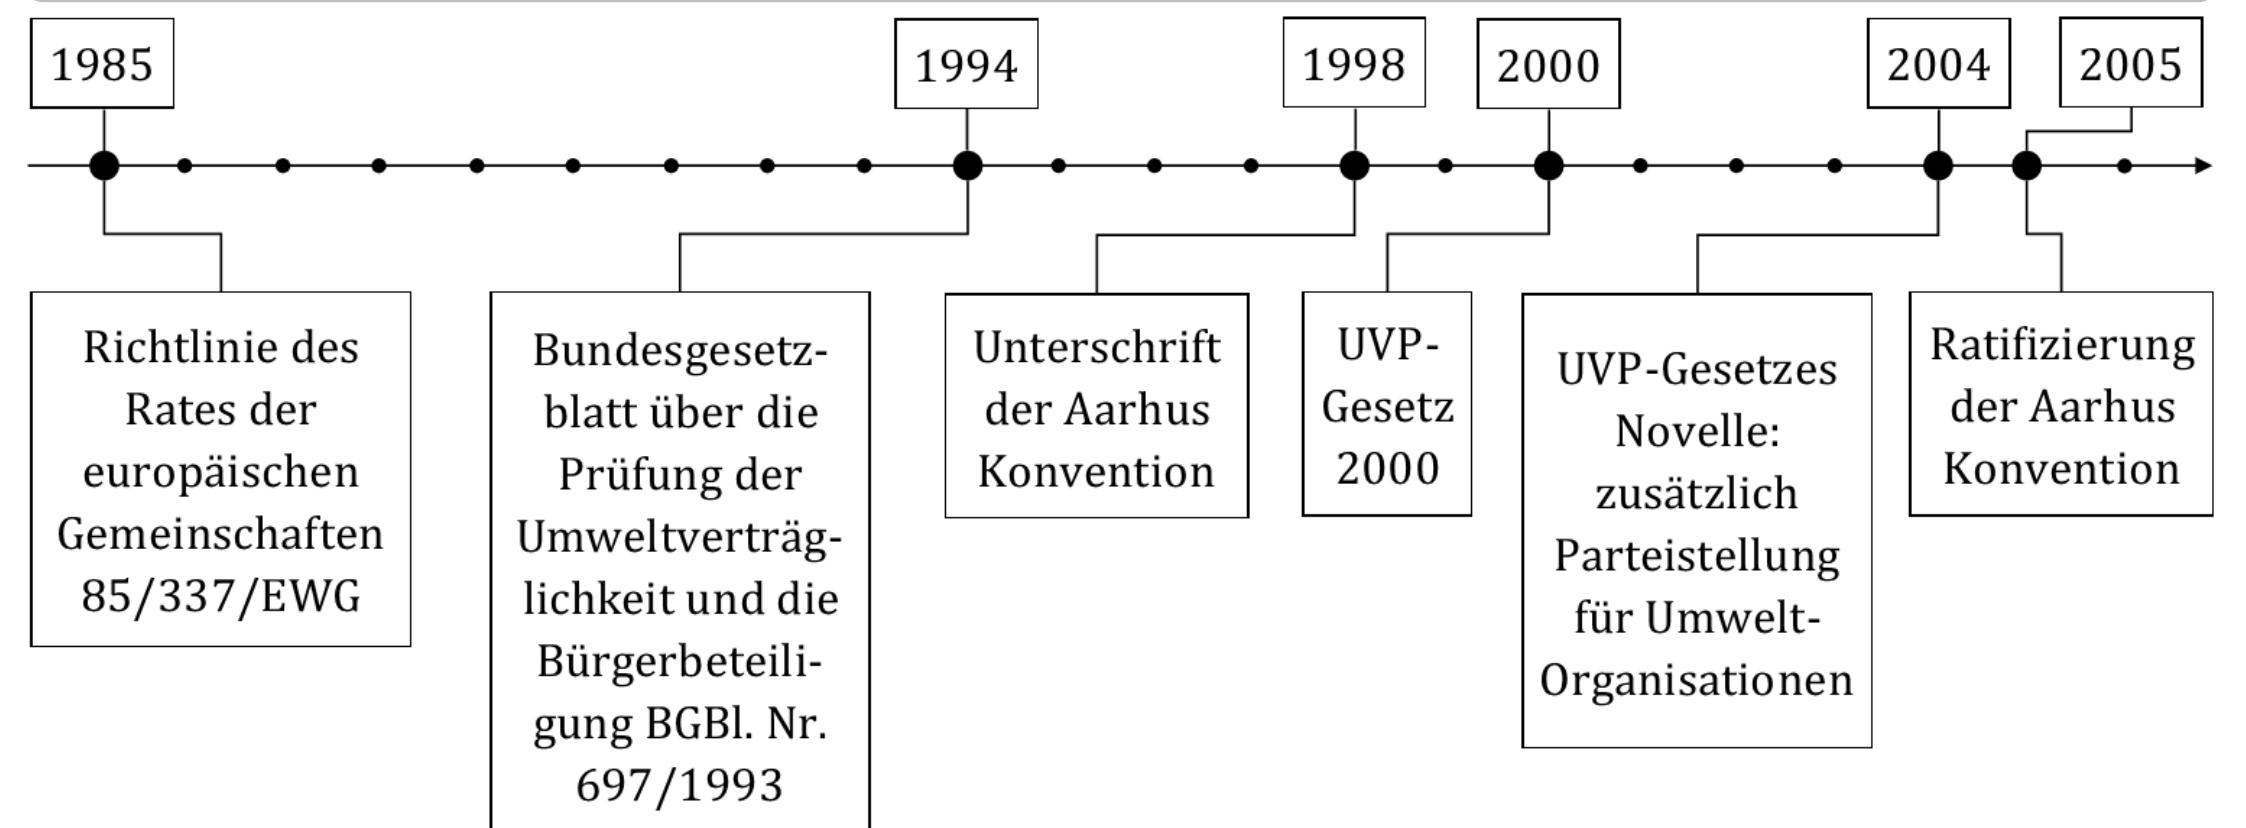 1985
1994
1998
2000
2004
2005
Richtlinie des
Rates der
europäischen
Gemeinschaften
85/337/EWG
Bundesgesetz-
blatt über die
Prüfung der
Umweltverträg-
lichkeit und die
Bürgerbeteili-
gung BGBl. Nr.
697/1993
Unterschrift
der Aarhus
Konvention
UVP-
Gesetz
2000
UVP-Gesetzes
Novelle:
zusätzlich
Parteistellung
für Umwelt-
Organisationen
Ratifizierung
der Aarhus
Konvention